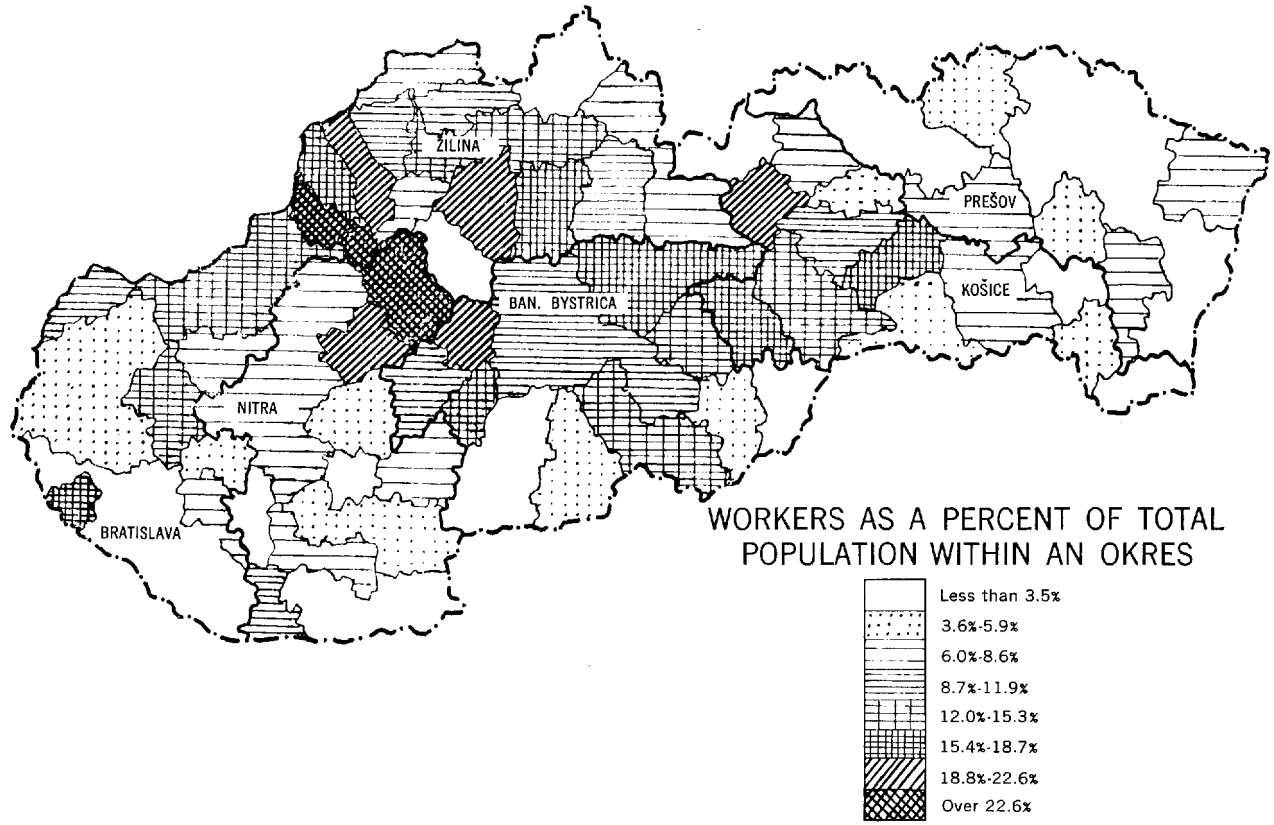 ŽILINA
PREŠOV
KOŠICE
BAN. BYSTRICA
NITRA
BRATISLAVA
WORKERS AS A PERCENT OF TOTAL
POPULATION WITHIN AN OKRES
Less than 3.5%
3.6%-5.9%
6.0%-8.6%
8.7%-11.9%
12.0%-15.3%
15.4%-18.7%
18.8%-22.6%
Over 22.6%